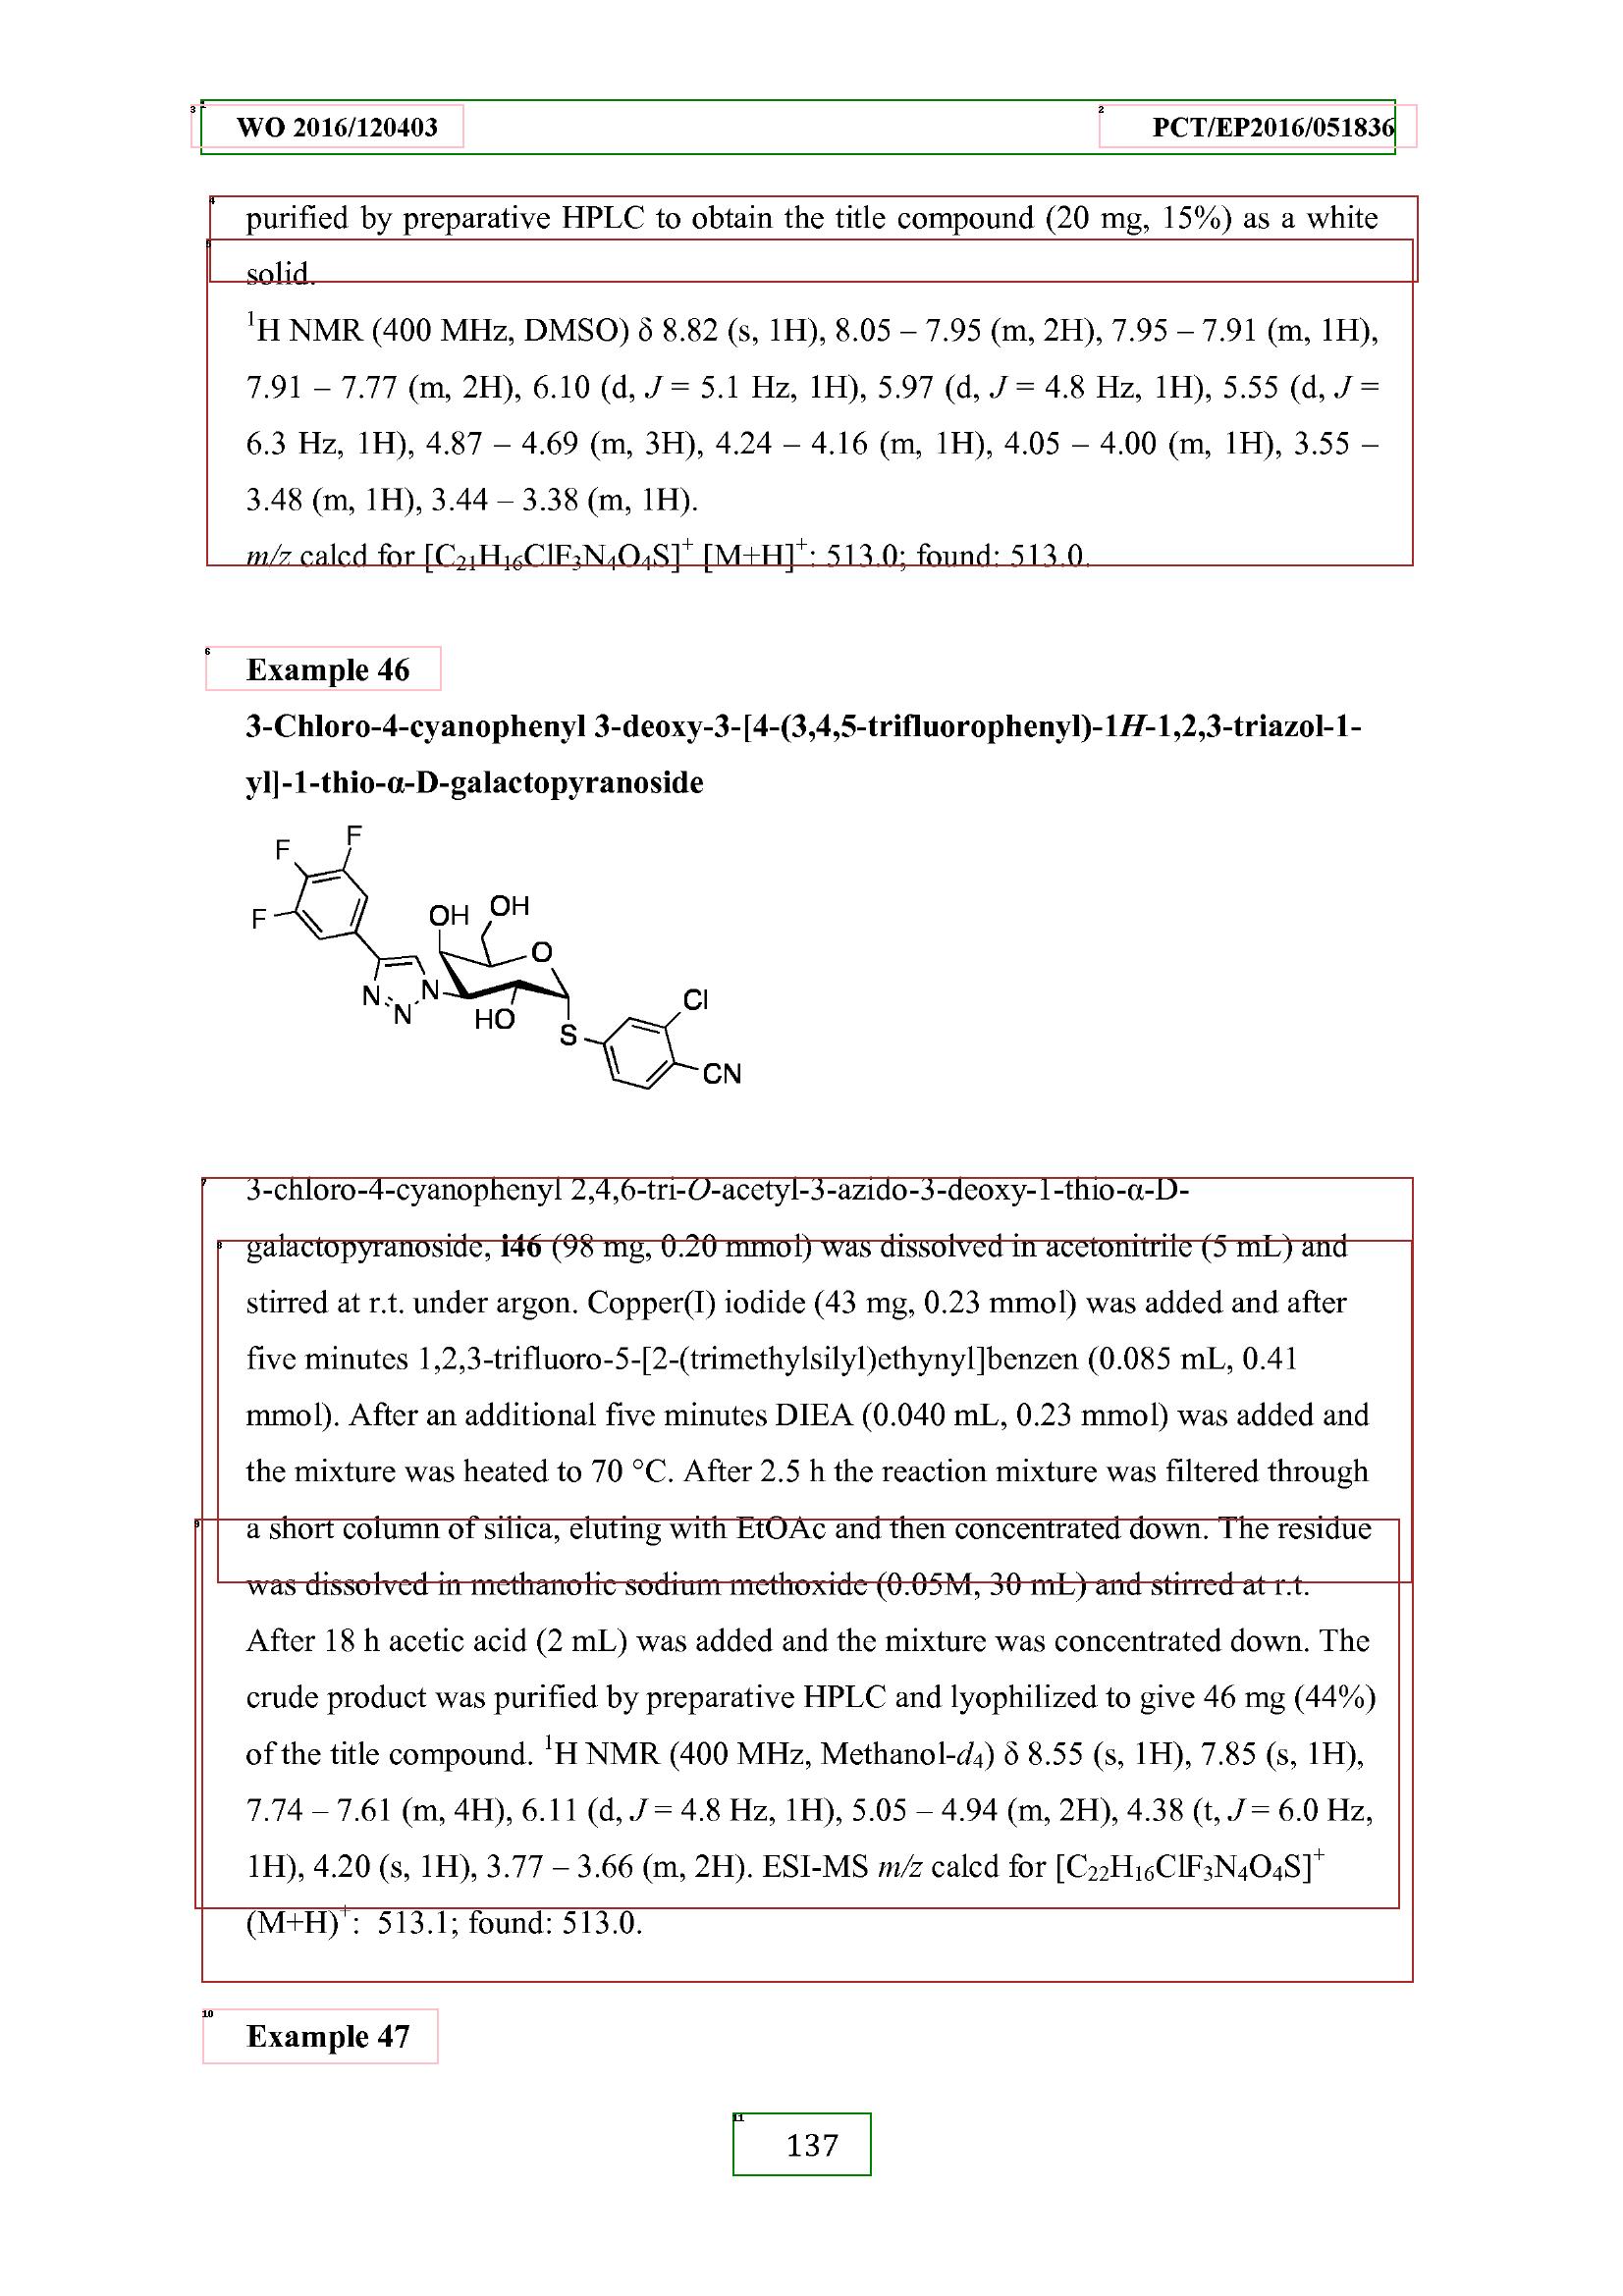 WO 2016/120403 PCT/EP2016/051836
purified by preparative HPLC to obtain the title compound (20 mg, 15%) as a white
solid.
¹H NMR (400 MHz, DMSO) δ 8.82 (s, 1H), 8.05 – 7.95 (m, 2H), 7.95 – 7.91 (m, 1H),
7.91 – 7.77 (m, 2H), 6.10 (d, J = 5.1 Hz, 1H), 5.97 (d, J = 4.8 Hz, 1H), 5.55 (d, J =
6.3 Hz, 1H), 4.87 – 4.69 (m, 3H), 4.24 – 4.16 (m, 1H), 4.05 – 4.00 (m, 1H), 3.55 –
3.48 (m, 1H), 3.44 – 3.38 (m, 1H).
m/z calcd for [C₂₁H₁₆ClF₃N₄O₄S]⁺ [M+H]⁺: 513.0; found: 513.0.
Example 46
3-Chloro-4-cyanophenyl 3-deoxy-3-[4-(3,4,5-trifluorophenyl)-1H-1,2,3-triazol-1-
yl]-1-thio-α-D-galactopyranoside
F
F
F
OH
OH
O
N
N
N
HO
S
Cl
CN
3-chloro-4-cyanophenyl 2,4,6-tri-O-acetyl-3-azido-3-deoxy-1-thio-α-D-
galactopyranoside, i46 (98 mg, 0.20 mmol) was dissolved in acetonitrile (5 mL) and
stirred at r.t. under argon. Copper(I) iodide (43 mg, 0.23 mmol) was added and after
five minutes 1,2,3-trifluoro-5-[2-(trimethylsilyl)ethynyl]benzen (0.085 mL, 0.41
mmol). After an additional five minutes DIEA (0.040 mL, 0.23 mmol) was added and
the mixture was heated to 70 °C. After 2.5 h the reaction mixture was filtered through
a short column of silica, eluting with EtOAc and then concentrated down. The residue
was dissolved in methanolic sodium methoxide (0.05M, 30 mL) and stirred at r.t.
After 18 h acetic acid (2 mL) was added and the mixture was concentrated down. The
crude product was purified by preparative HPLC and lyophilized to give 46 mg (44%)
of the title compound. ¹H NMR (400 MHz, Methanol-d₄) δ 8.55 (s, 1H), 7.85 (s, 1H),
7.74 – 7.61 (m, 4H), 6.11 (d, J = 4.8 Hz, 1H), 5.05 – 4.94 (m, 2H), 4.38 (t, J = 6.0 Hz,
1H), 4.20 (s, 1H), 3.77 – 3.66 (m, 2H). ESI-MS m/z calcd for [C₂₂H₁₆ClF₃N₄O₄S]⁺
(M+H)⁺: 513.1; found: 513.0.
Example 47
137